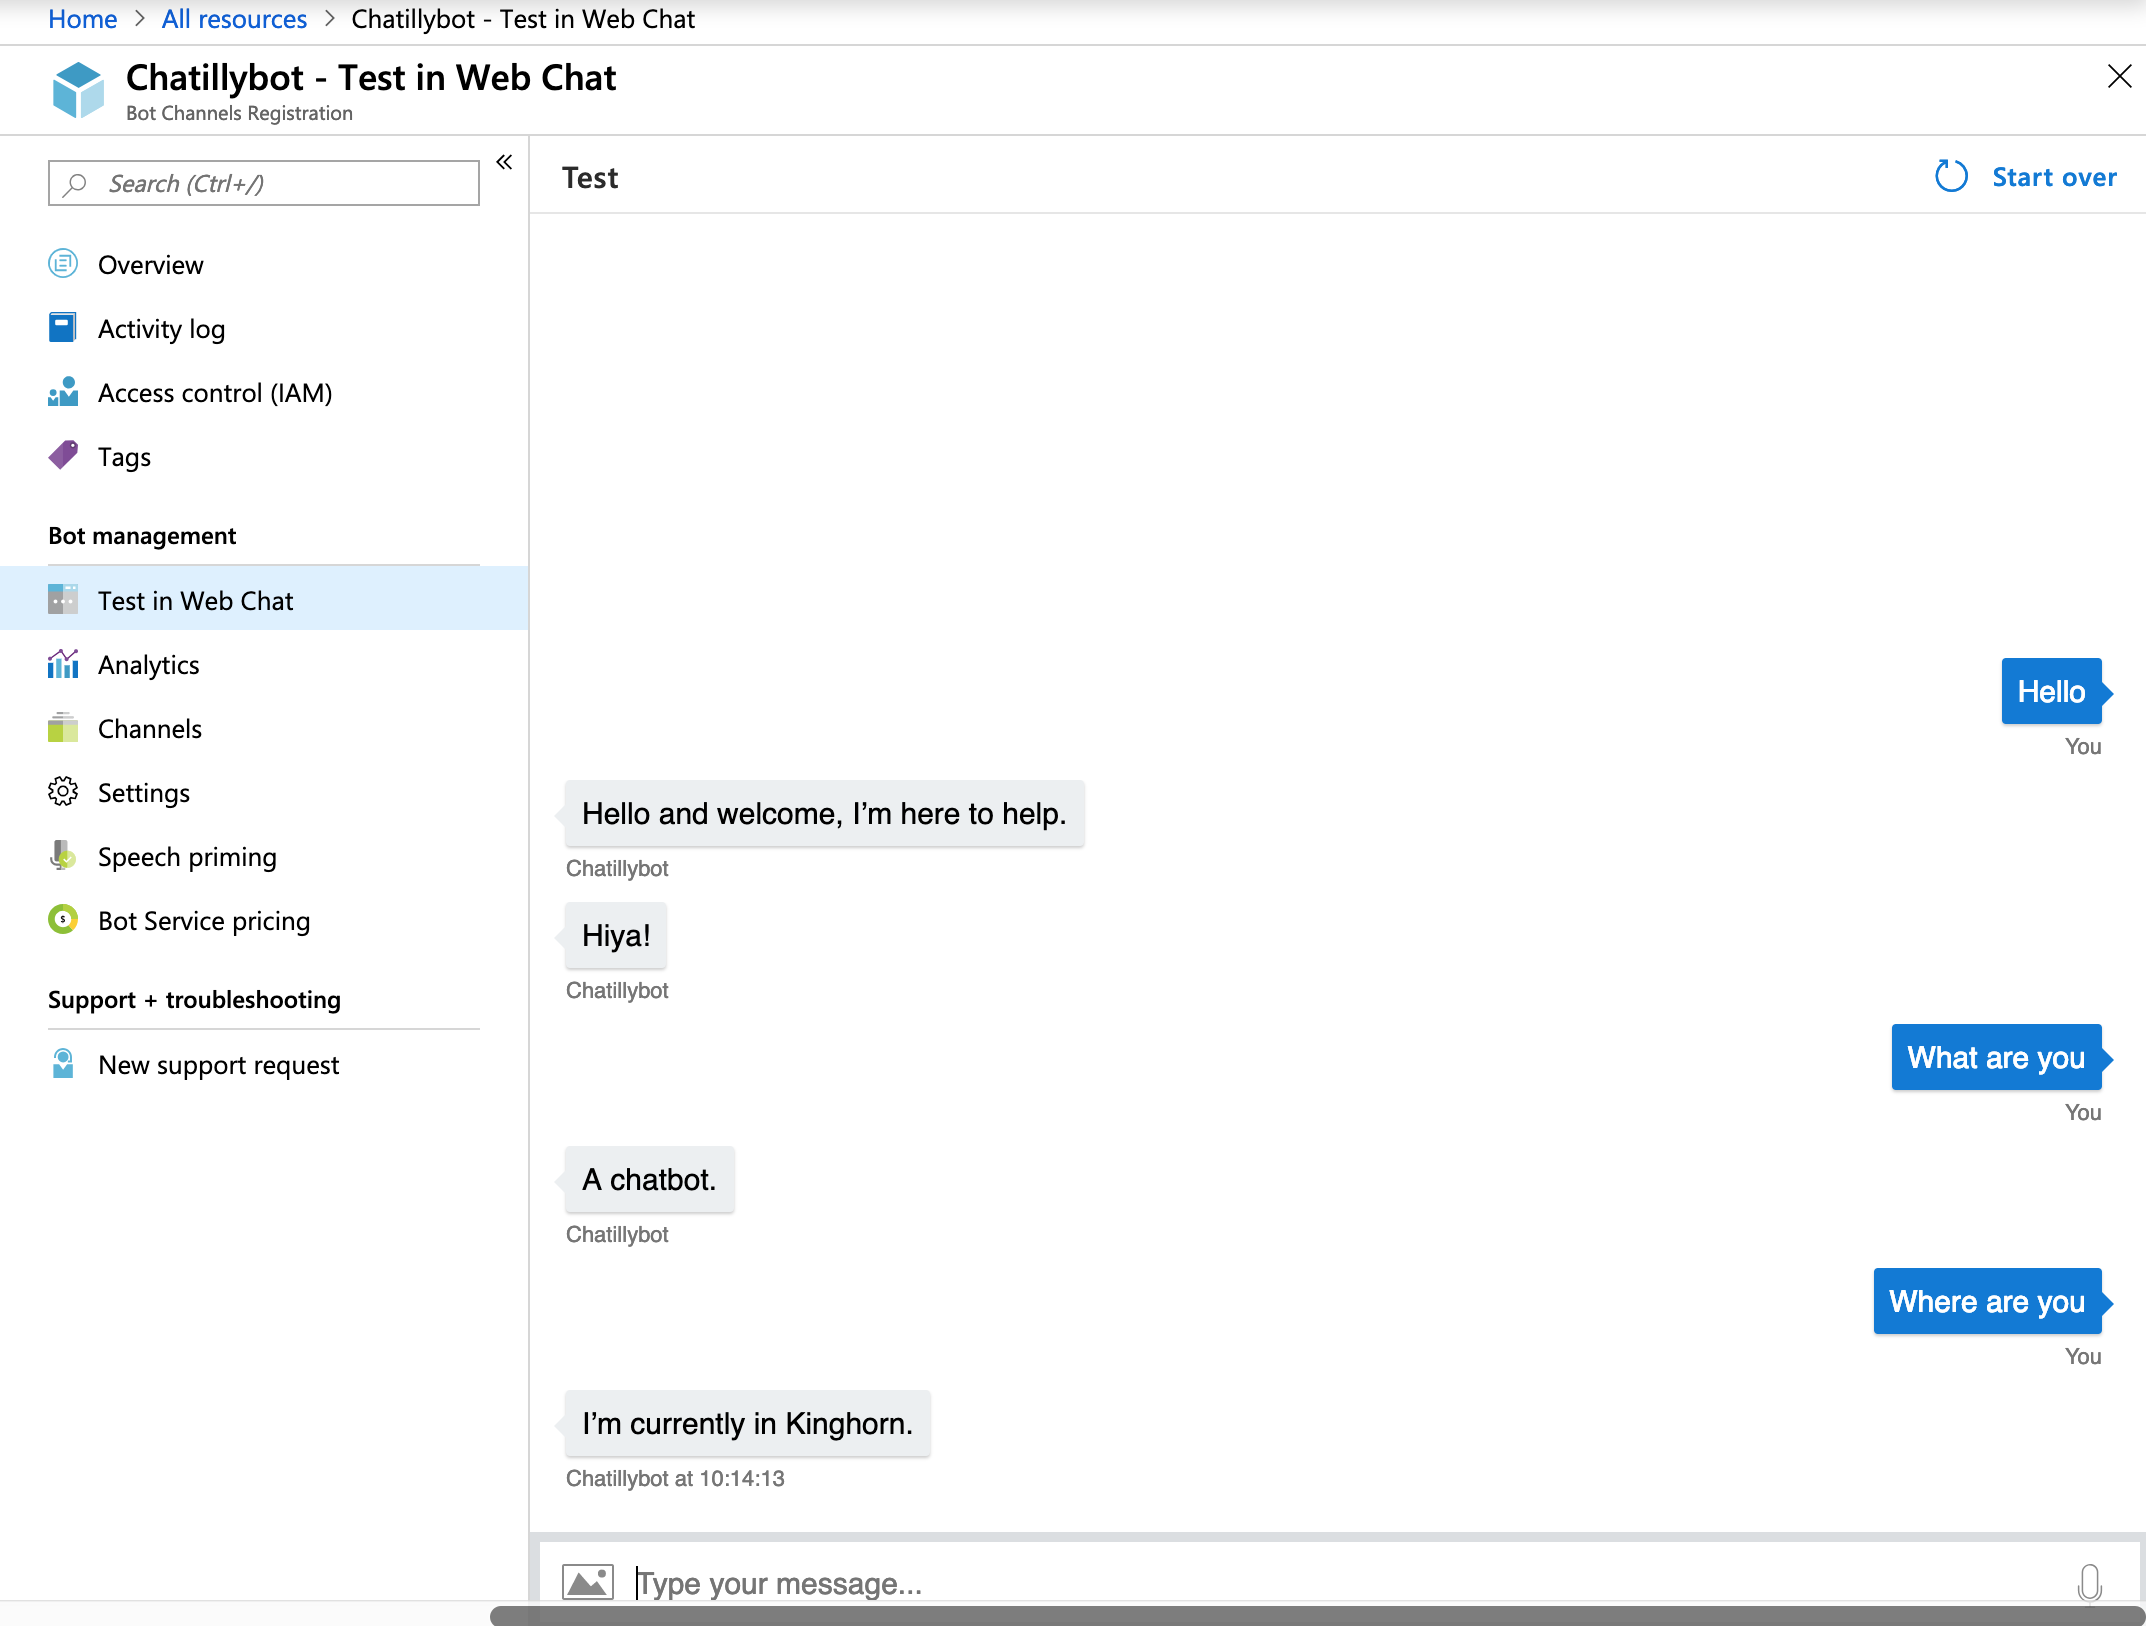 Home > All resources > Chatillybot - Test in Web Chat
Chatillybot - Test in Web Chat
Bot Channels Registration
Search (Ctrl+/)
«
Overview
Activity log
Access control (IAM)
Tags
Bot management
Test in Web Chat
Analytics
Channels
Settings
Speech priming
Bot Service pricing
Support + troubleshooting
New support request
Test
Start over
Hello
You
Hello and welcome, I’m here to help.
Chatillybot
Hiya!
Chatillybot
What are you
You
A chatbot.
Chatillybot
Where are you
You
I’m currently in Kinghorn.
Chatillybot at 10:14:13
Type your message...